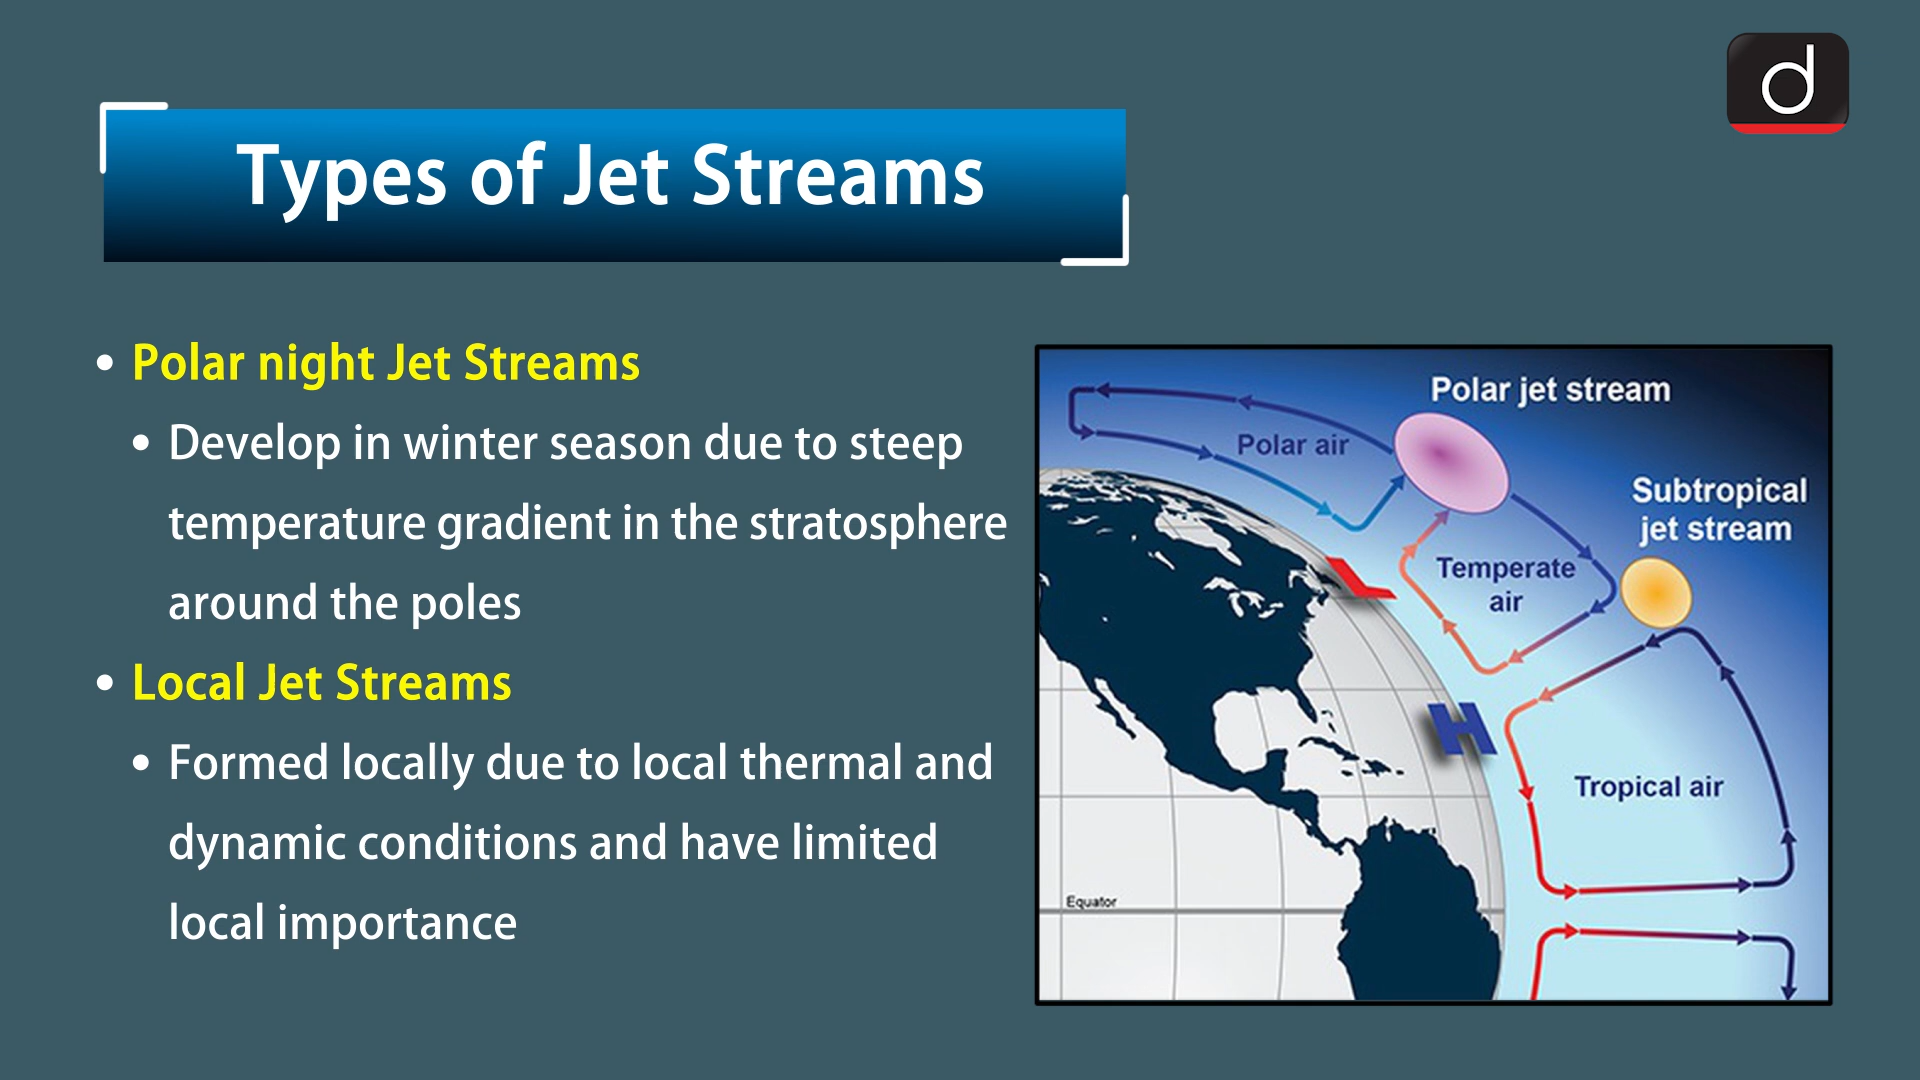 d
Types of Jet Streams
• Polar night Jet Streams
• Develop in winter season due to steep
temperature gradient in the stratosphere
around the poles
• Local Jet Streams
• Formed locally due to local thermal and
dynamic conditions and have limited
local importance
Polar jet stream
Polar air
Subtropical
jet stream
Temperate
air
L
H
Tropical air
Equator